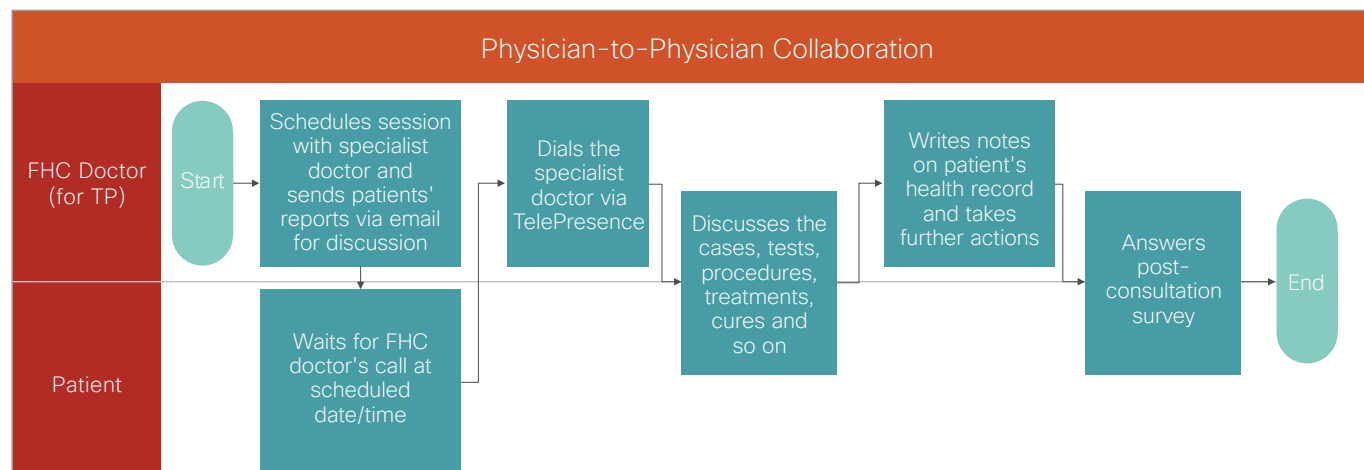 Physician-to-Physician Collaboration
FHC Doctor
(for TP)
Start
Schedules session
with specialist
doctor and
sends patients'
reports via email
for discussion
Dials the
specialist
doctor via
TelePresence
Discusses the
cases, tests,
procedures,
treatments,
cures and
so on
Writes notes
on patient's
health record
and takes
further actions
Answers
post-
consultation
survey
End
Patient
Waits for FHC
doctor's call at
scheduled
date/time